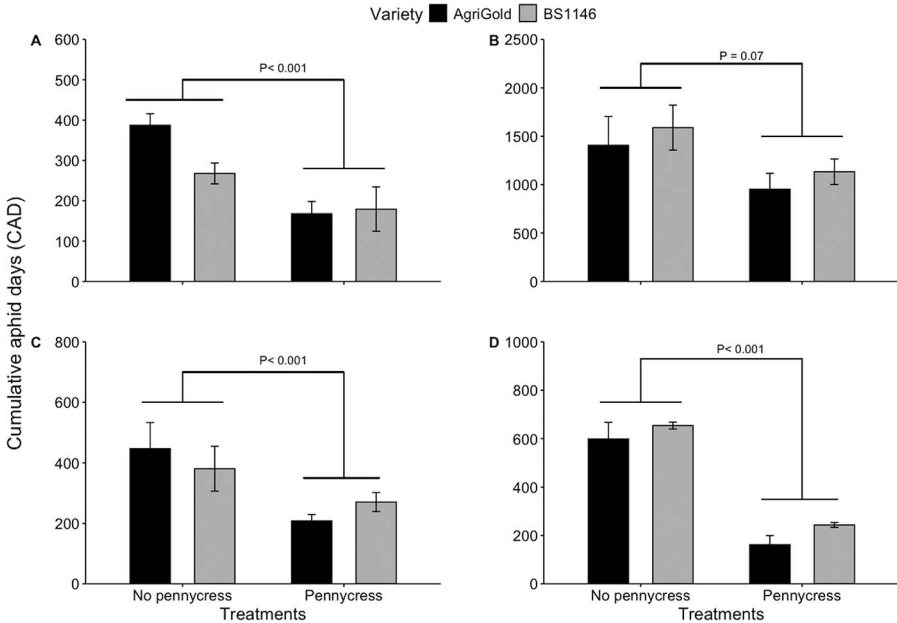 Variety AgriGold BS1146
A
600
500
400
300
200
100
0
P< 0.001
B
2500
2000
1500
1000
500
0
P = 0.07
Cumulative aphid days (CAD)
C
800
600
400
200
0
P< 0.001
No pennycress Pennycress
Treatments
D
1000
800
600
400
200
0
P< 0.001
No pennycress Pennycress
Treatments